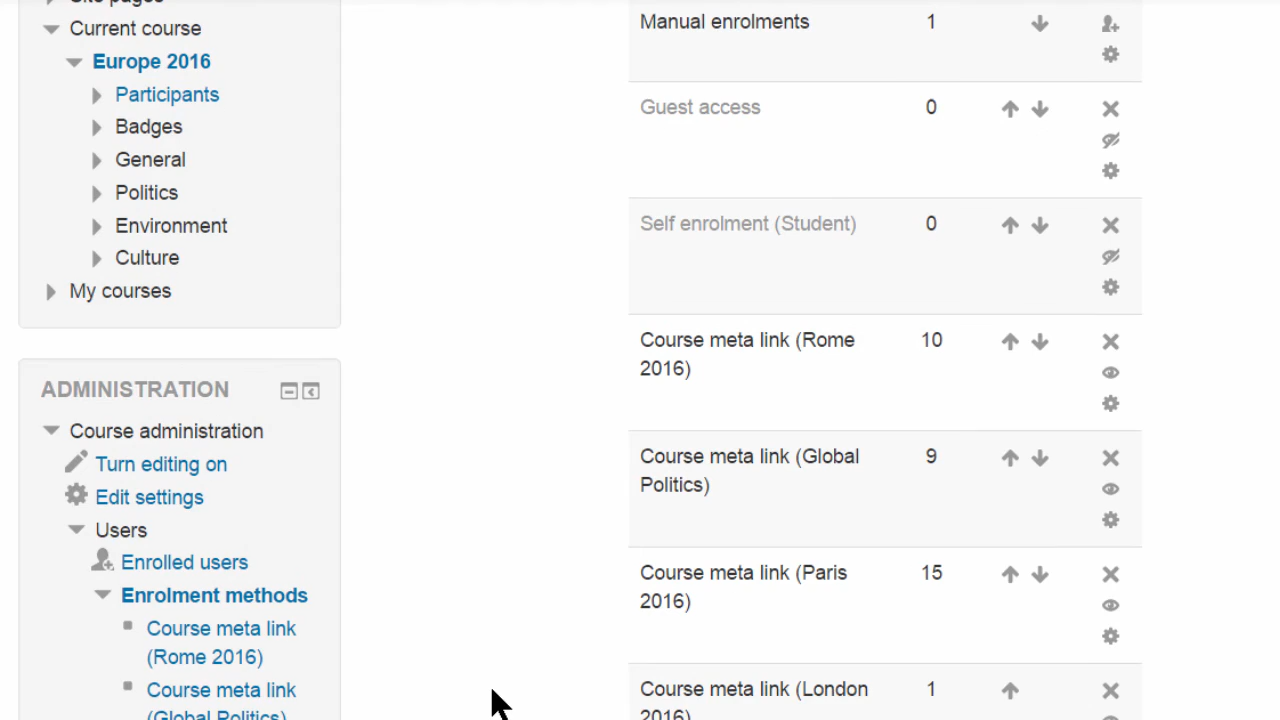 Site pages
Current course
Europe 2016
Participants
Badges
General
Politics
Environment
Culture
My courses
ADMINISTRATION
Course administration
Turn editing on
Edit settings
Users
Enrolled users
Enrolment methods
Course meta link
(Rome 2016)
Course meta link
(Global Politics)
Manual enrolments 1
Guest access 0
Self enrolment (Student) 0
Course meta link (Rome 10
2016)
Course meta link (Global 9
Politics)
Course meta link (Paris 15
2016)
Course meta link (London 1
2016)